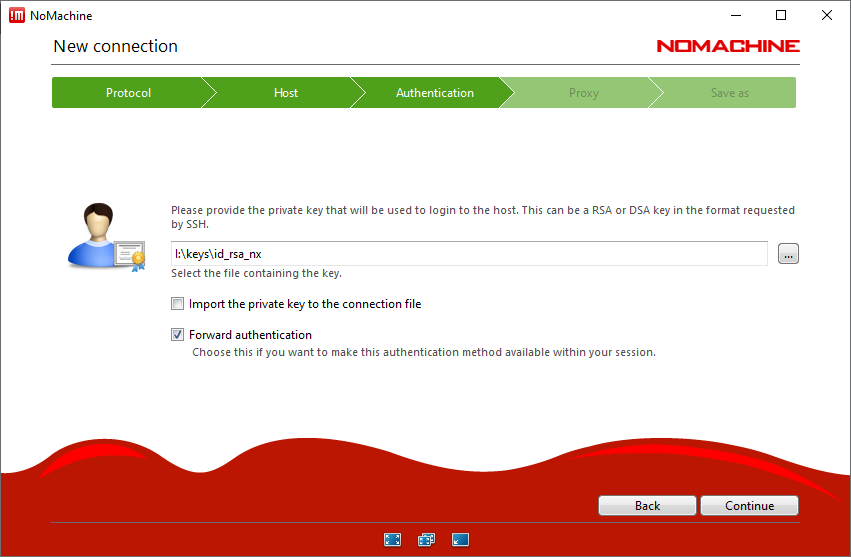 NoMachine
New connection
NOMACHINE
Protocol
Host
Authentication
Proxy
Save as
Please provide the private key that will be used to login to the host. This can be a RSA or DSA key in the format requested
by SSH.
I:\keys\id_rsa_nx
...
Select the file containing the key.
Import the private key to the connection file
Forward authentication
Choose this if you want to make this authentication method available within your session.
Back
Continue